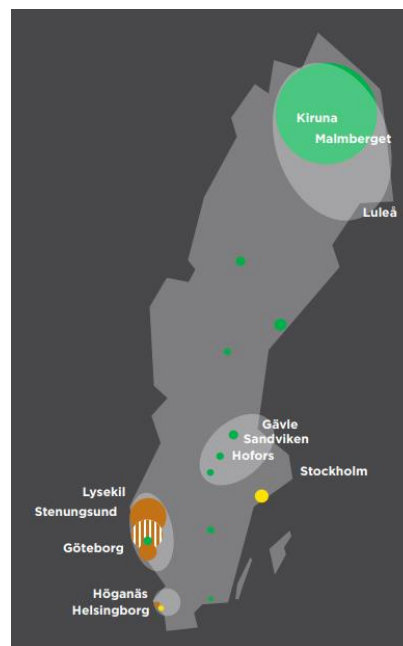 Kiruna
Malmberget
Luleå
Gävle
Sandviken
Hofors
Stockholm
Lysekil
Stenungsund
Göteborg
Höganäs
Helsingborg